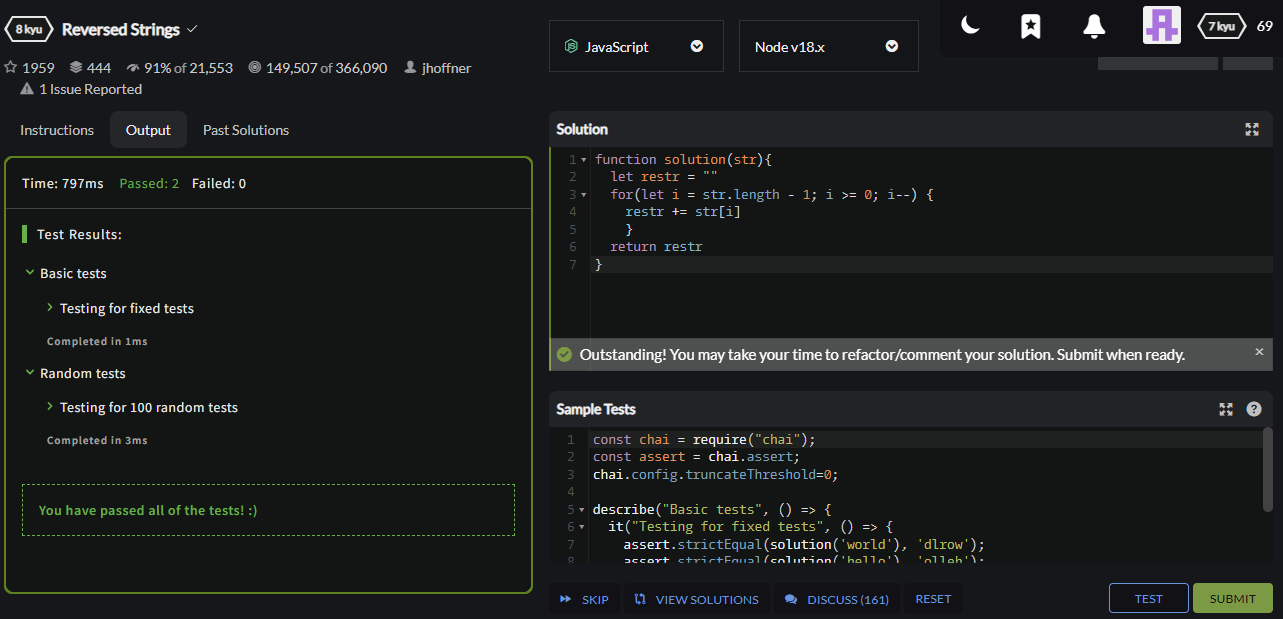 8 kyu Reversed Strings
1959 444 91% of 21,553 149,507 of 366,090 jhoffner
1 Issue Reported
JavaScript
Node v18.x
7 kyu 69
Instructions Output Past Solutions
Time: 797ms Passed: 2 Failed: 0
Test Results:
Basic tests
Testing for fixed tests
Completed in 1ms
Random tests
Testing for 100 random tests
Completed in 3ms
You have passed all of the tests! :)
Solution
1 function solution(str){
2 let restr = ""
3 for(let i = str.length - 1; i >= 0; i--) {
4 restr += str[i]
5 }
6 return restr
7 }
Outstanding! You may take your time to refactor/comment your solution. Submit when ready.
Sample Tests
1 const chai = require("chai");
2 const assert = chai.assert;
3 chai.config.truncateThreshold=0;
4
5 describe("Basic tests", () => {
6 it("Testing for fixed tests", () => {
7 assert.strictEqual(solution('world'), 'dlrow');
8 assert.strictEqual(solution('hello'), 'olleh');
SKIP VIEW SOLUTIONS DISCUSS (161) RESET TEST SUBMIT